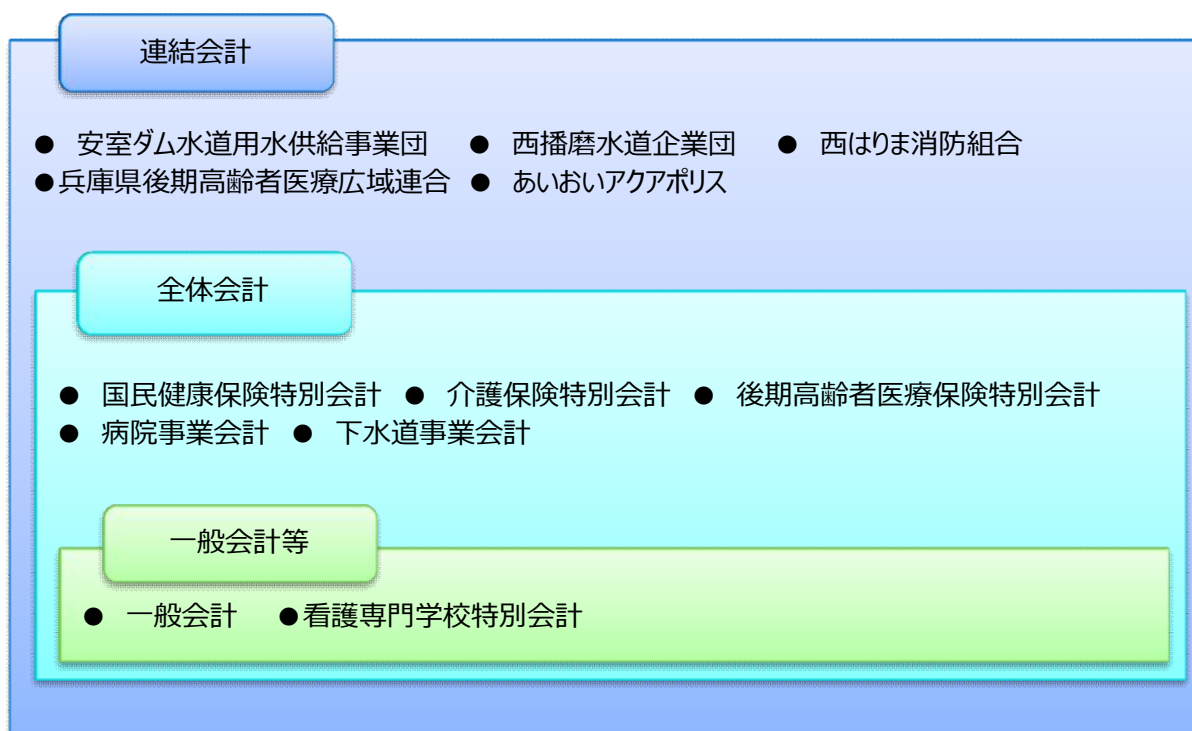 連結会計
● 安室ダム水道用水供給事業団 ● 西播磨水道企業団 ● 西はりま消防組合
●兵庫県後期高齢者医療広域連合 ● あいおいアクアポリス
全体会計
● 国民健康保険特別会計 ● 介護保険特別会計 ● 後期高齢者医療保険特別会計
● 病院事業会計 ● 下水道事業会計
一般会計等
● 一般会計 ●看護専門学校特別会計